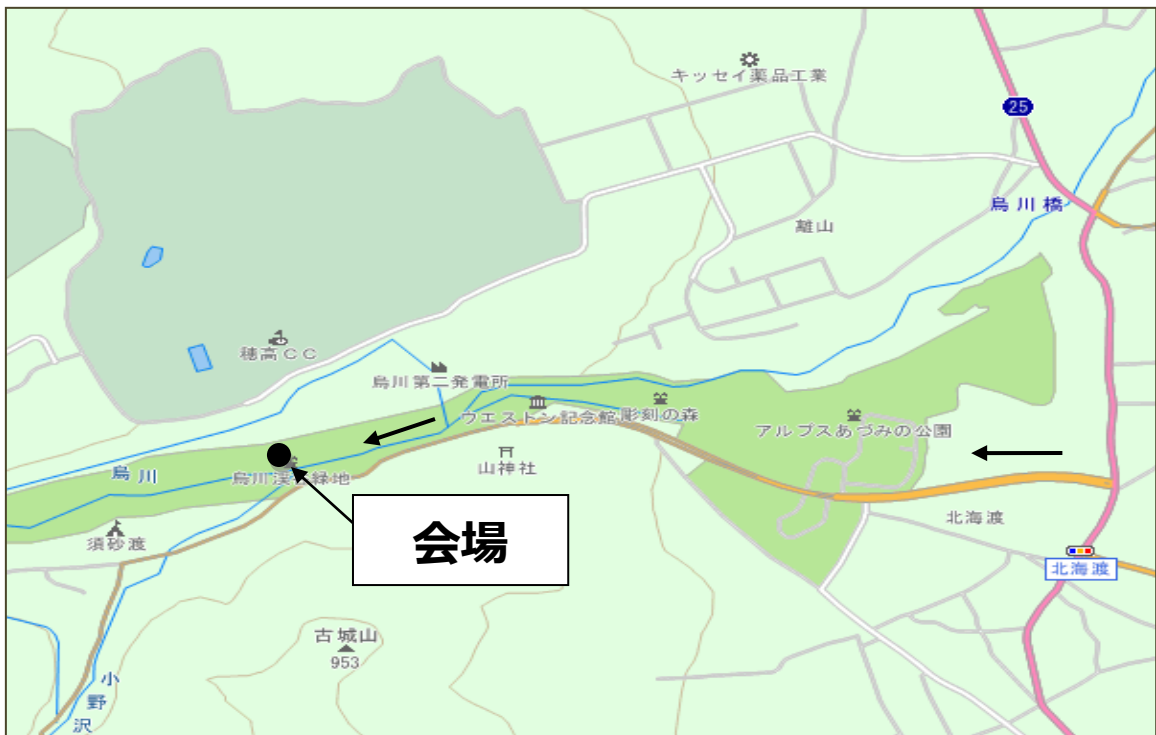 キッセイ薬品工業
25
烏川橋
離山
穂高CC
烏川第二発電所
ウエストン記念館
彫刻の森
アルプスあづみの公園
山神社
烏川
烏川渓谷緑地
会場
北海渡
須砂渡
北海渡
古城山
953
小野沢